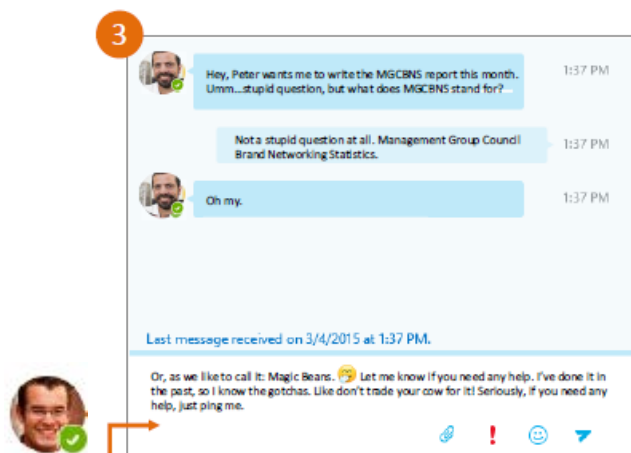 3
Hey, Peter wants me to write the MGCBNS report this month.
1:37 PM
Umm...stupid question, but what does MGCBNS stand for?
Not a stupid question at all. Management Group Council
1:37 PM
Brand Networking Statistics.
Oh my.
1:37 PM
Last message received on 3/4/2015 at 1:37 PM.
Or, as we like to call it: Magic Beans. Let me know if you need any help. I've done it in
the past, so I know the gotchas. Like don't trade your cow for it! Seriously, if you need any
help, just ping me.